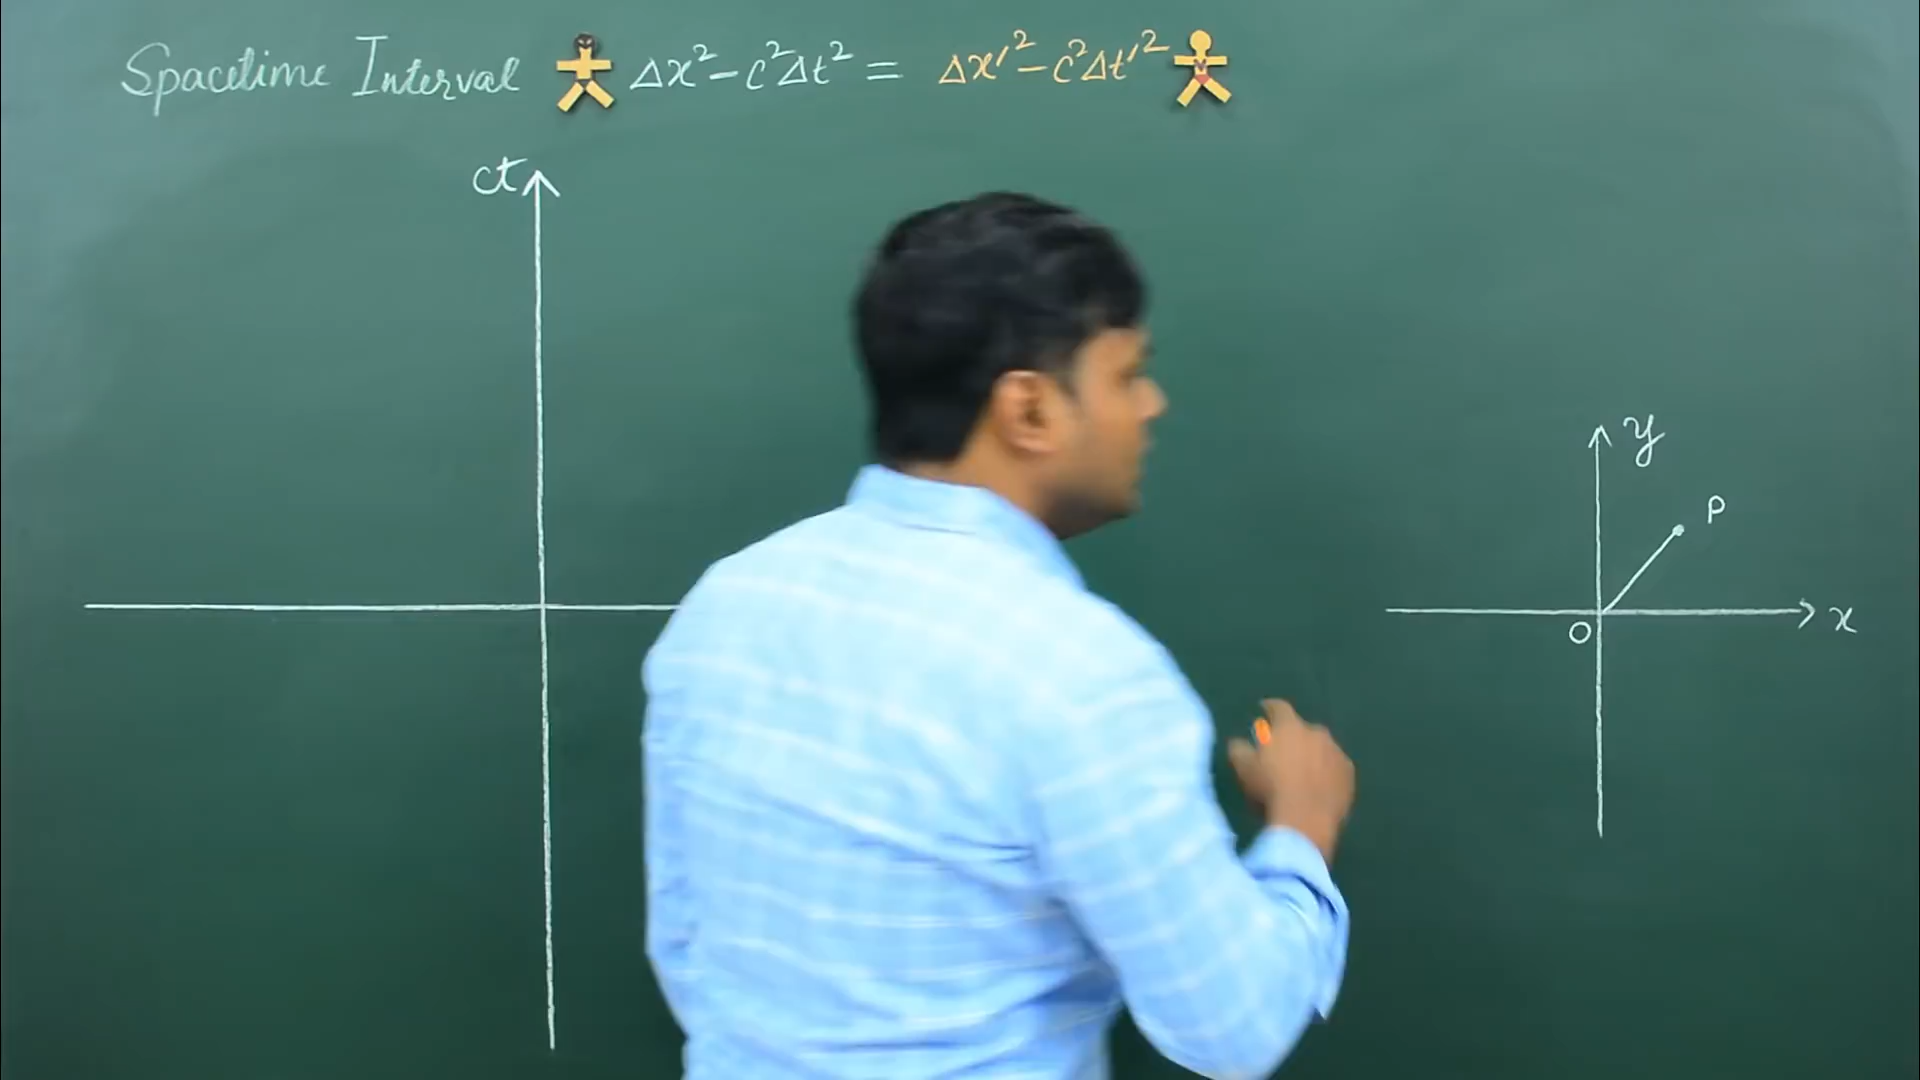 Spacetime Interval Δx²-c²Δt² = Δx'²-c²Δt'²
ct
y
P
O
x